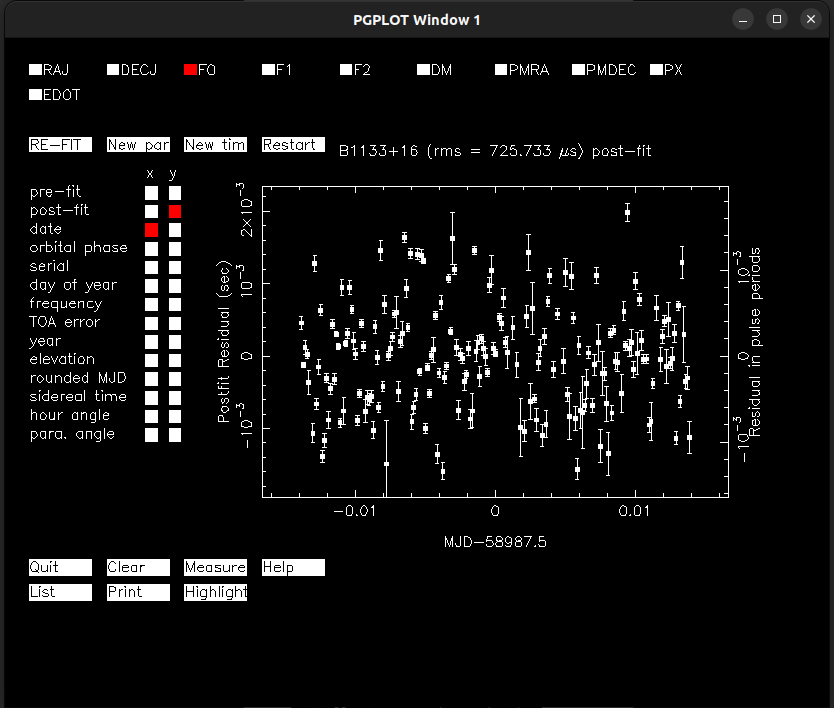 PGPLOT Window 1
RAJ DECJ F0 F1 F2 DM PMRA PMDEC PX
EDOT
RE-FIT New par New tim Restart B1133+16 (rms = 725.733 μs) post-fit
x y
pre-fit
post-fit
date
orbital phase
serial
day of year
frequency
TOA error
year
elevation
rounded MJD
sidereal time
hour angle
para. angle
Postfit Residual (sec)
2×10⁻³
10⁻³
0
−10⁻³
10⁻³
0
−10⁻³
Residual in pulse periods
−0.01 0 0.01
MJD−58987.5
Quit Clear Measure Help
List Print Highlight